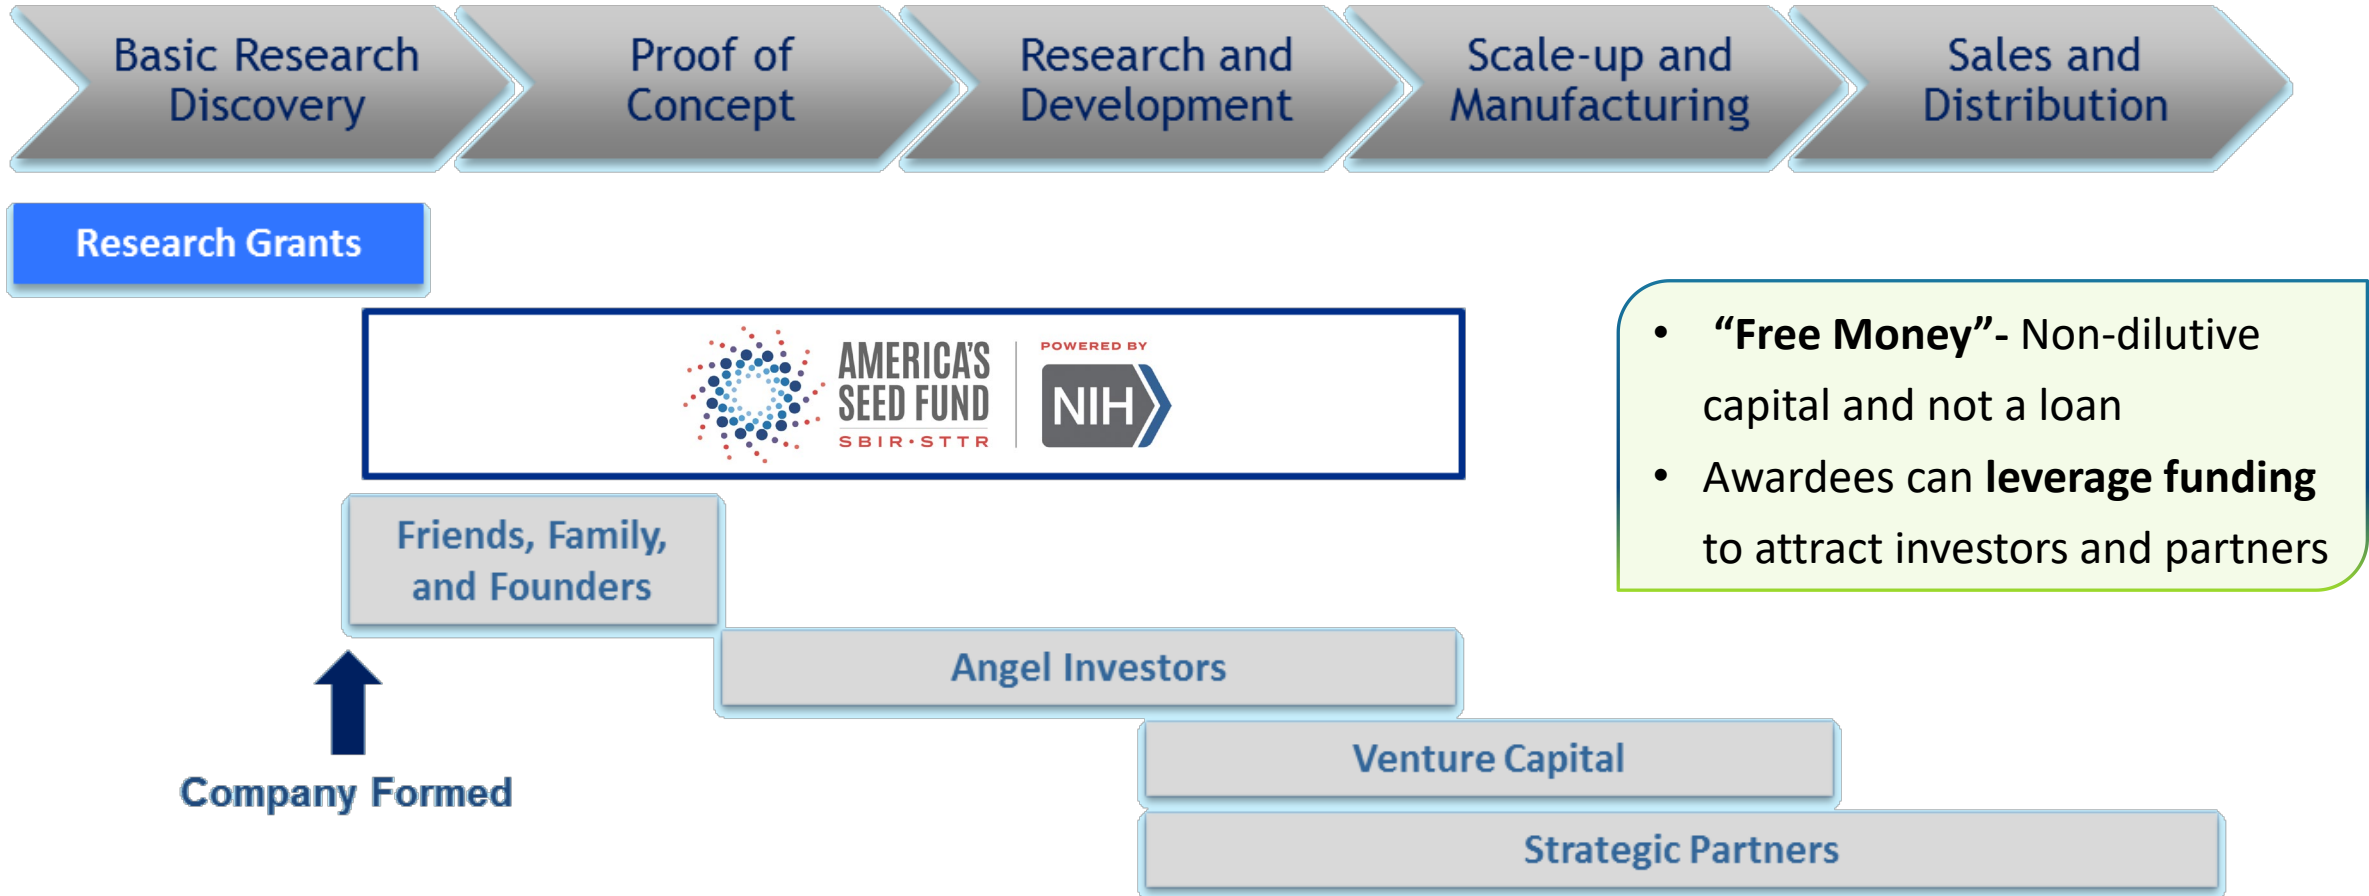 Basic Research
Discovery
Proof of
Concept
Research and
Development
Scale-up and
Manufacturing
Sales and
Distribution
Research Grants
AMERICA'S
SEED FUND
SBIR•STTR
POWERED BY
NIH
• “Free Money”- Non-dilutive
capital and not a loan
• Awardees can leverage funding
to attract investors and partners
Friends, Family,
and Founders
Angel Investors
Company Formed
Venture Capital
Strategic Partners